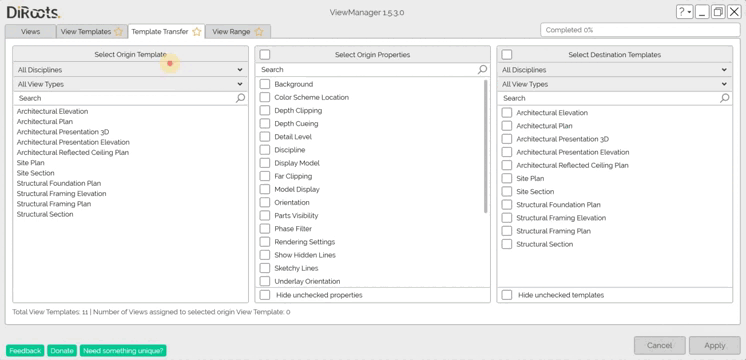 DiRoots.
ViewManager 1.5.3.0
?
Views
View Templates
Template Transfer
View Range
Completed 0%
Select Origin Template
All Disciplines
All View Types
Search
Architectural Elevation
Architectural Plan
Architectural Presentation 3D
Architectural Presentation Elevation
Architectural Reflected Ceiling Plan
Site Plan
Site Section
Structural Foundation Plan
Structural Framing Elevation
Structural Framing Plan
Structural Section
Select Origin Properties
Search
Background
Color Scheme Location
Depth Clipping
Depth Cueing
Detail Level
Discipline
Display Model
Far Clipping
Model Display
Orientation
Parts Visibility
Phase Filter
Rendering Settings
Show Hidden Lines
Sketchy Lines
Underlay Orientation
Hide unchecked properties
Select Destination Templates
All Disciplines
All View Types
Search
Architectural Elevation
Architectural Plan
Architectural Presentation 3D
Architectural Presentation Elevation
Architectural Reflected Ceiling Plan
Site Plan
Site Section
Structural Foundation Plan
Structural Framing Elevation
Structural Framing Plan
Structural Section
Hide unchecked templates
Total View Templates: 11 | Number of Views assigned to selected origin View Template: 0
Feedback
Donate
Need something unique?
Cancel
Apply